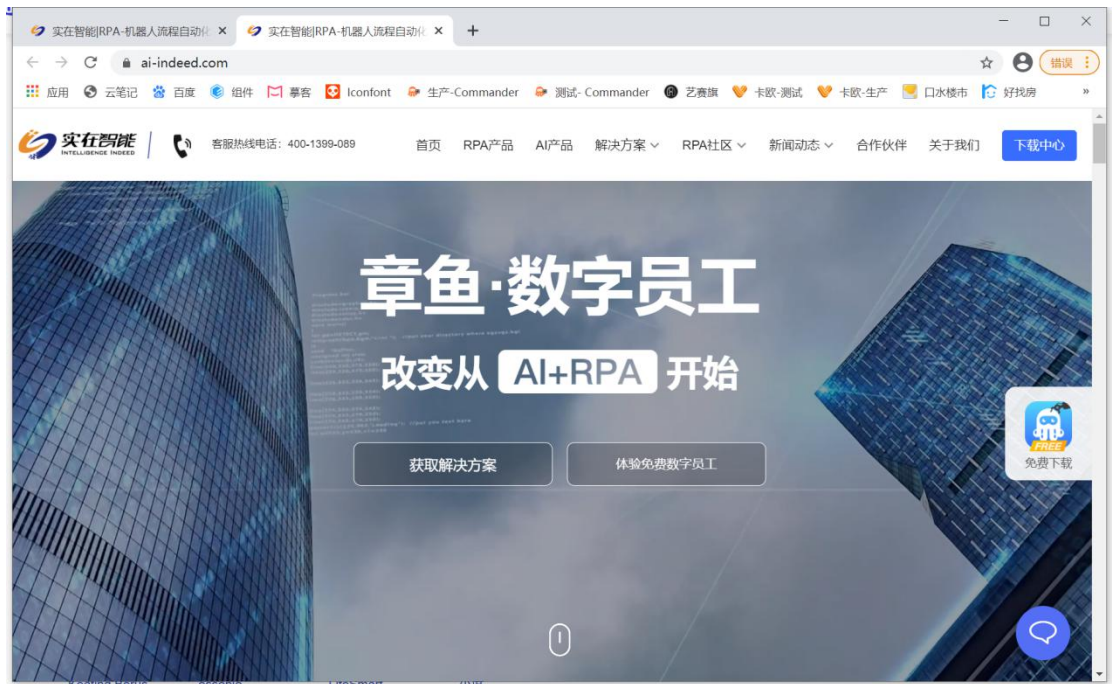 实在智能|RPA-机器人流程自动化 实在智能|RPA-机器人流程自动化
ai-indeed.com 错误
应用 云笔记 百度 组件 摹客 Iconfont 生产-Commander 测试- Commander 艺赛旗 卡欧-测试 卡欧-生产 口水楼市 好找房 »
实在智能 INTELLIGENCE INDEED 客服热线电话：400-1399-089 首页 RPA产品 AI产品 解决方案 RPA社区 新闻动态 合作伙伴 关于我们 下载中心
章鱼·数字员工
改变从 AI+RPA 开始
获取解决方案 体验免费数字员工
FREE
免费下载